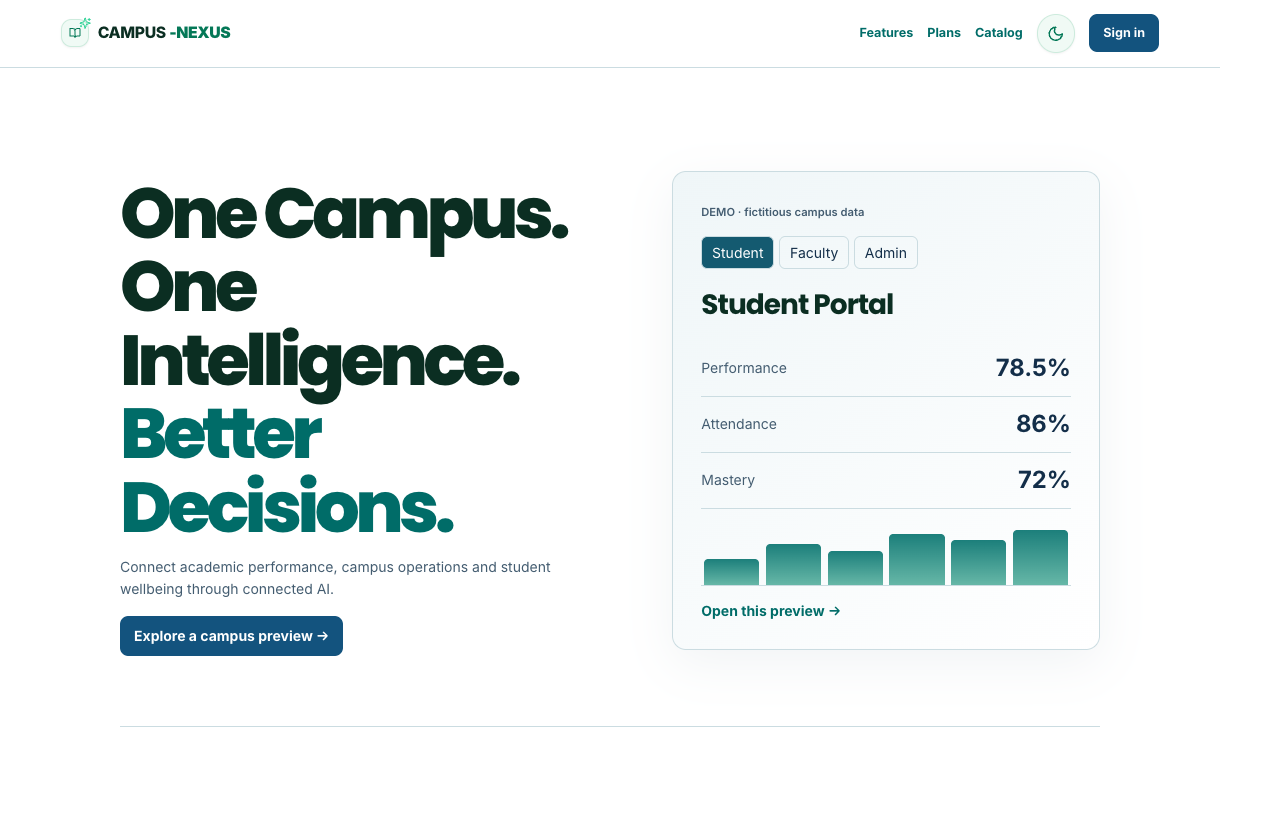 CAMPUS -NEXUS
Features
Plans
Catalog
Sign in
One Campus.
One
Intelligence.
Better
Decisions.
Connect academic performance, campus operations and student
wellbeing through connected AI.
Explore a campus preview →
DEMO · fictitious campus data
Student
Faculty
Admin
Student Portal
Performance 78.5%
Attendance 86%
Mastery 72%
Open this preview →